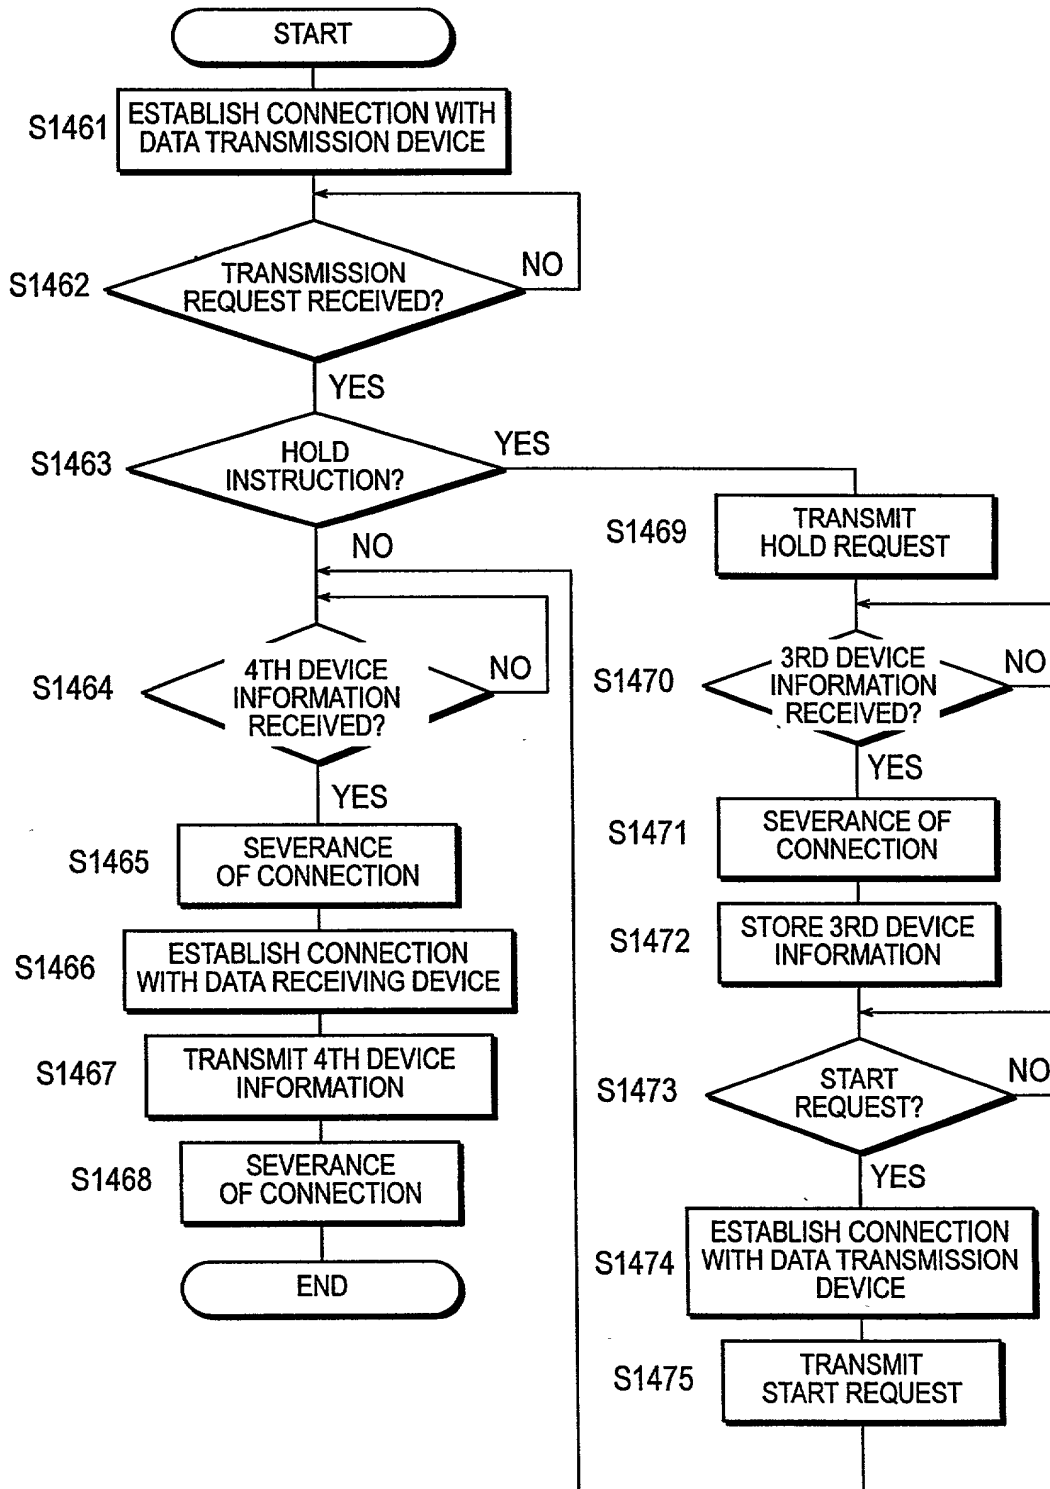 START
S1461
ESTABLISH CONNECTION WITH
DATA TRANSMISSION DEVICE
S1462
TRANSMISSION
REQUEST RECEIVED?
NO
YES
S1463
HOLD
INSTRUCTION?
YES
NO
S1464
4TH DEVICE
INFORMATION
RECEIVED?
NO
YES
S1465
SEVERANCE
OF CONNECTION
S1466
ESTABLISH CONNECTION
WITH DATA RECEIVING DEVICE
S1467
TRANSMIT 4TH DEVICE
INFORMATION
S1468
SEVERANCE
OF CONNECTION
END
S1469
TRANSMIT
HOLD REQUEST
S1470
3RD DEVICE
INFORMATION
RECEIVED?
NO
YES
S1471
SEVERANCE OF
CONNECTION
S1472
STORE 3RD DEVICE
INFORMATION
S1473
START
REQUEST?
NO
YES
S1474
ESTABLISH CONNECTION
WITH DATA TRANSMISSION
DEVICE
S1475
TRANSMIT
START REQUEST